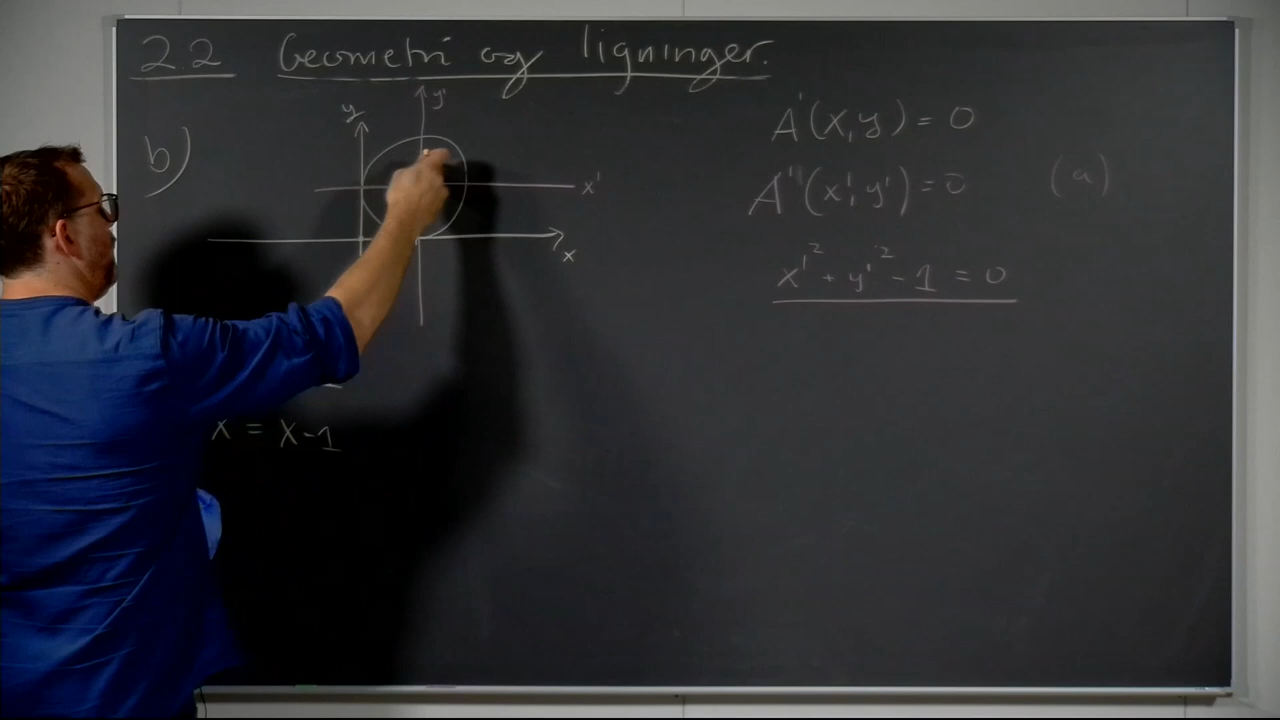 2.2 Geometri og ligninger.
b)
y
y'
x'
x
A'(x,y) = 0
A''(x',y') = 0 (a)
x'² + y'² - 1 = 0
x = x-1